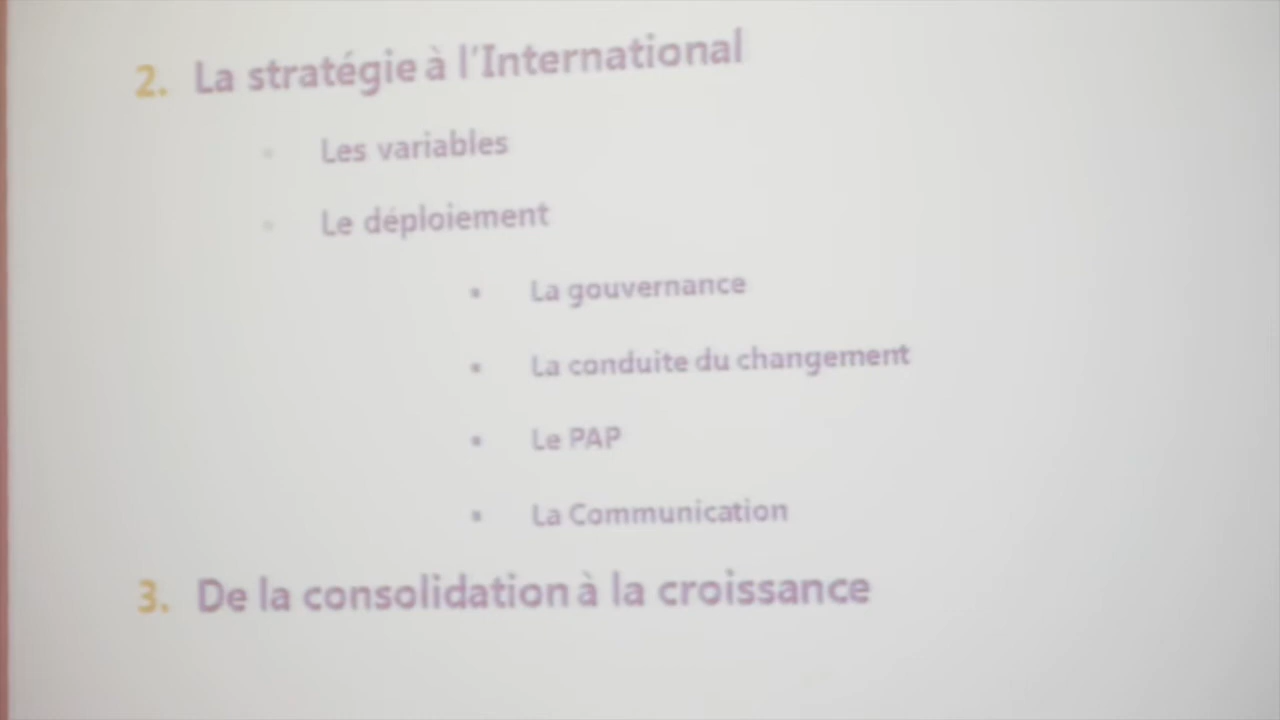 2. La stratégie à l'International
• Les variables
• Le déploiement
• La gouvernance
• La conduite du changement
• Le PAP
• La Communication
3. De la consolidation à la croissance